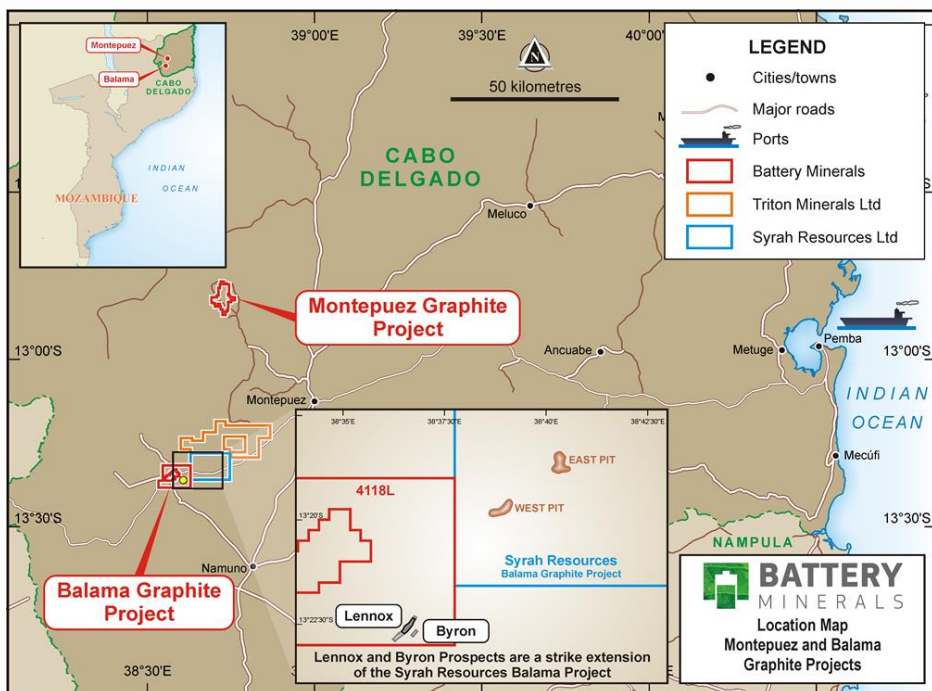 39°00'E
39°30'E
40°00'E
Montepuez
Balama
CABO
DELGADO
INDIAN
OCEAN
MOZAMBIQUE
N
50 kilometres
LEGEND
Cities/towns
Major roads
Ports
Battery Minerals
Triton Minerals Ltd
Syrah Resources Ltd
CABO
DELGADO
Meluco
Montepuez Graphite
Project
13°00'S
Ancuabe
Metuge
Pemba
13°00'S
Montepuez
INDIAN
OCEAN
Mecúfi
38°35'E
38°37'30"E
38°40'E
38°42'30"E
EAST PIT
4118L
WEST PIT
13°20'S
13°30'S
13°30'S
Syrah Resources
Balama Graphite Project
NAMPULA
Namuno
Balama Graphite
Project
Lennox
13°22'30"S
Byron
Lennox and Byron Prospects are a strike extension
of the Syrah Resources Balama Project
BATTERY
MINERALS
Location Map
Montepuez and Balama
Graphite Projects
38°30'E